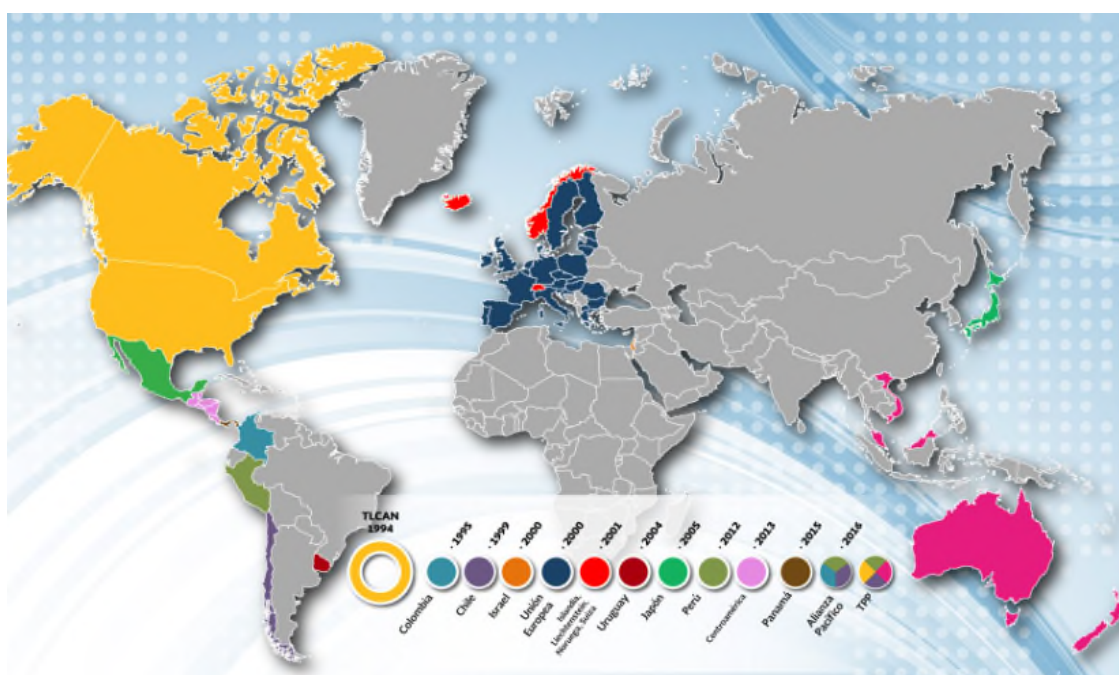 TLCAN
1994
· 1995
· 1999
· 2000
· 2000
· 2001
· 2004
· 2005
· 2012
· 2013
· 2015
· 2016
Colombia
Chile
Israel
Unión
Europea
Islandia,
Liechtenstein,
Noruega, Suiza
Uruguay
Japón
Perú
Centroamérica
Panamá
Alianza
Pacífico
TPP